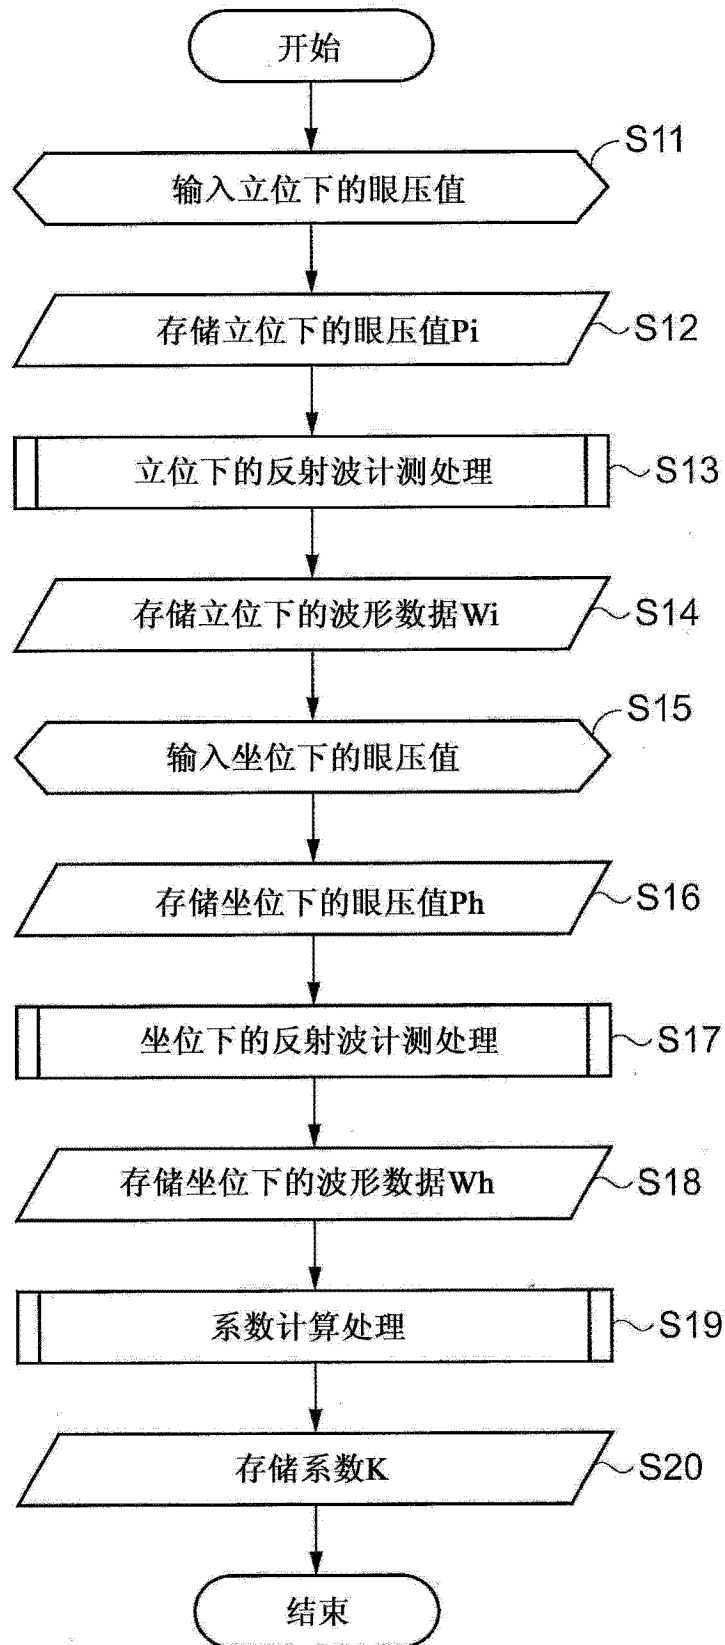 开始
S11
输入立位下的眼压值
存储立位下的眼压值Pi
S12
立位下的反射波计测处理
S13
存储立位下的波形数据Wi
S14
S15
输入坐位下的眼压值
存储坐位下的眼压值Ph
S16
坐位下的反射波计测处理
S17
存储坐位下的波形数据Wh
S18
系数计算处理
S19
存储系数K
S20
结束